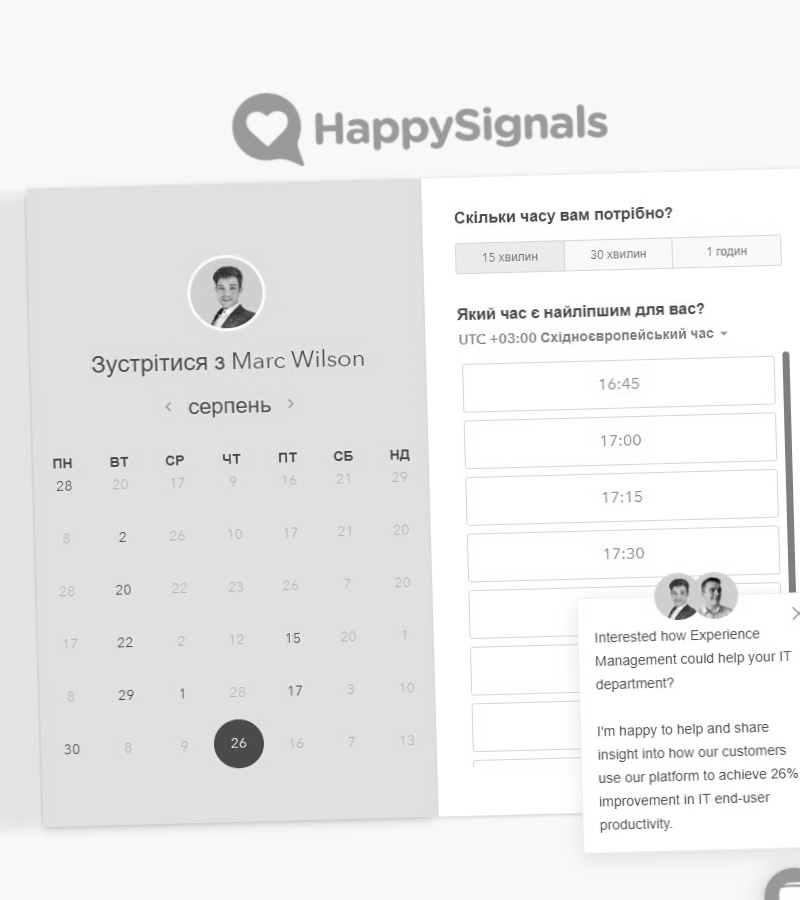 HappySignals
Зустрітися з Marc Wilson
серпень
ПН ВТ СР ЧТ ПТ СБ НД
28 20 17 9 16 21 29
8 2 26 10 17 21 20
28 20 22 23 26 7 20
17 22 2 12 15 20 1
8 29 1 28 17 3 10
30 8 9 26 16 7 13
Скільки часу вам потрібно?
15 хвилин 30 хвилин 1 годин
Який час є найліпшим для вас?
UTC +03:00 Східноєвропейський час
16:45
17:00
17:15
17:30
Interested how Experience
Management could help your IT
department?
I'm happy to help and share
insight into how our customers
use our platform to achieve 26%
improvement in IT end-user
productivity.